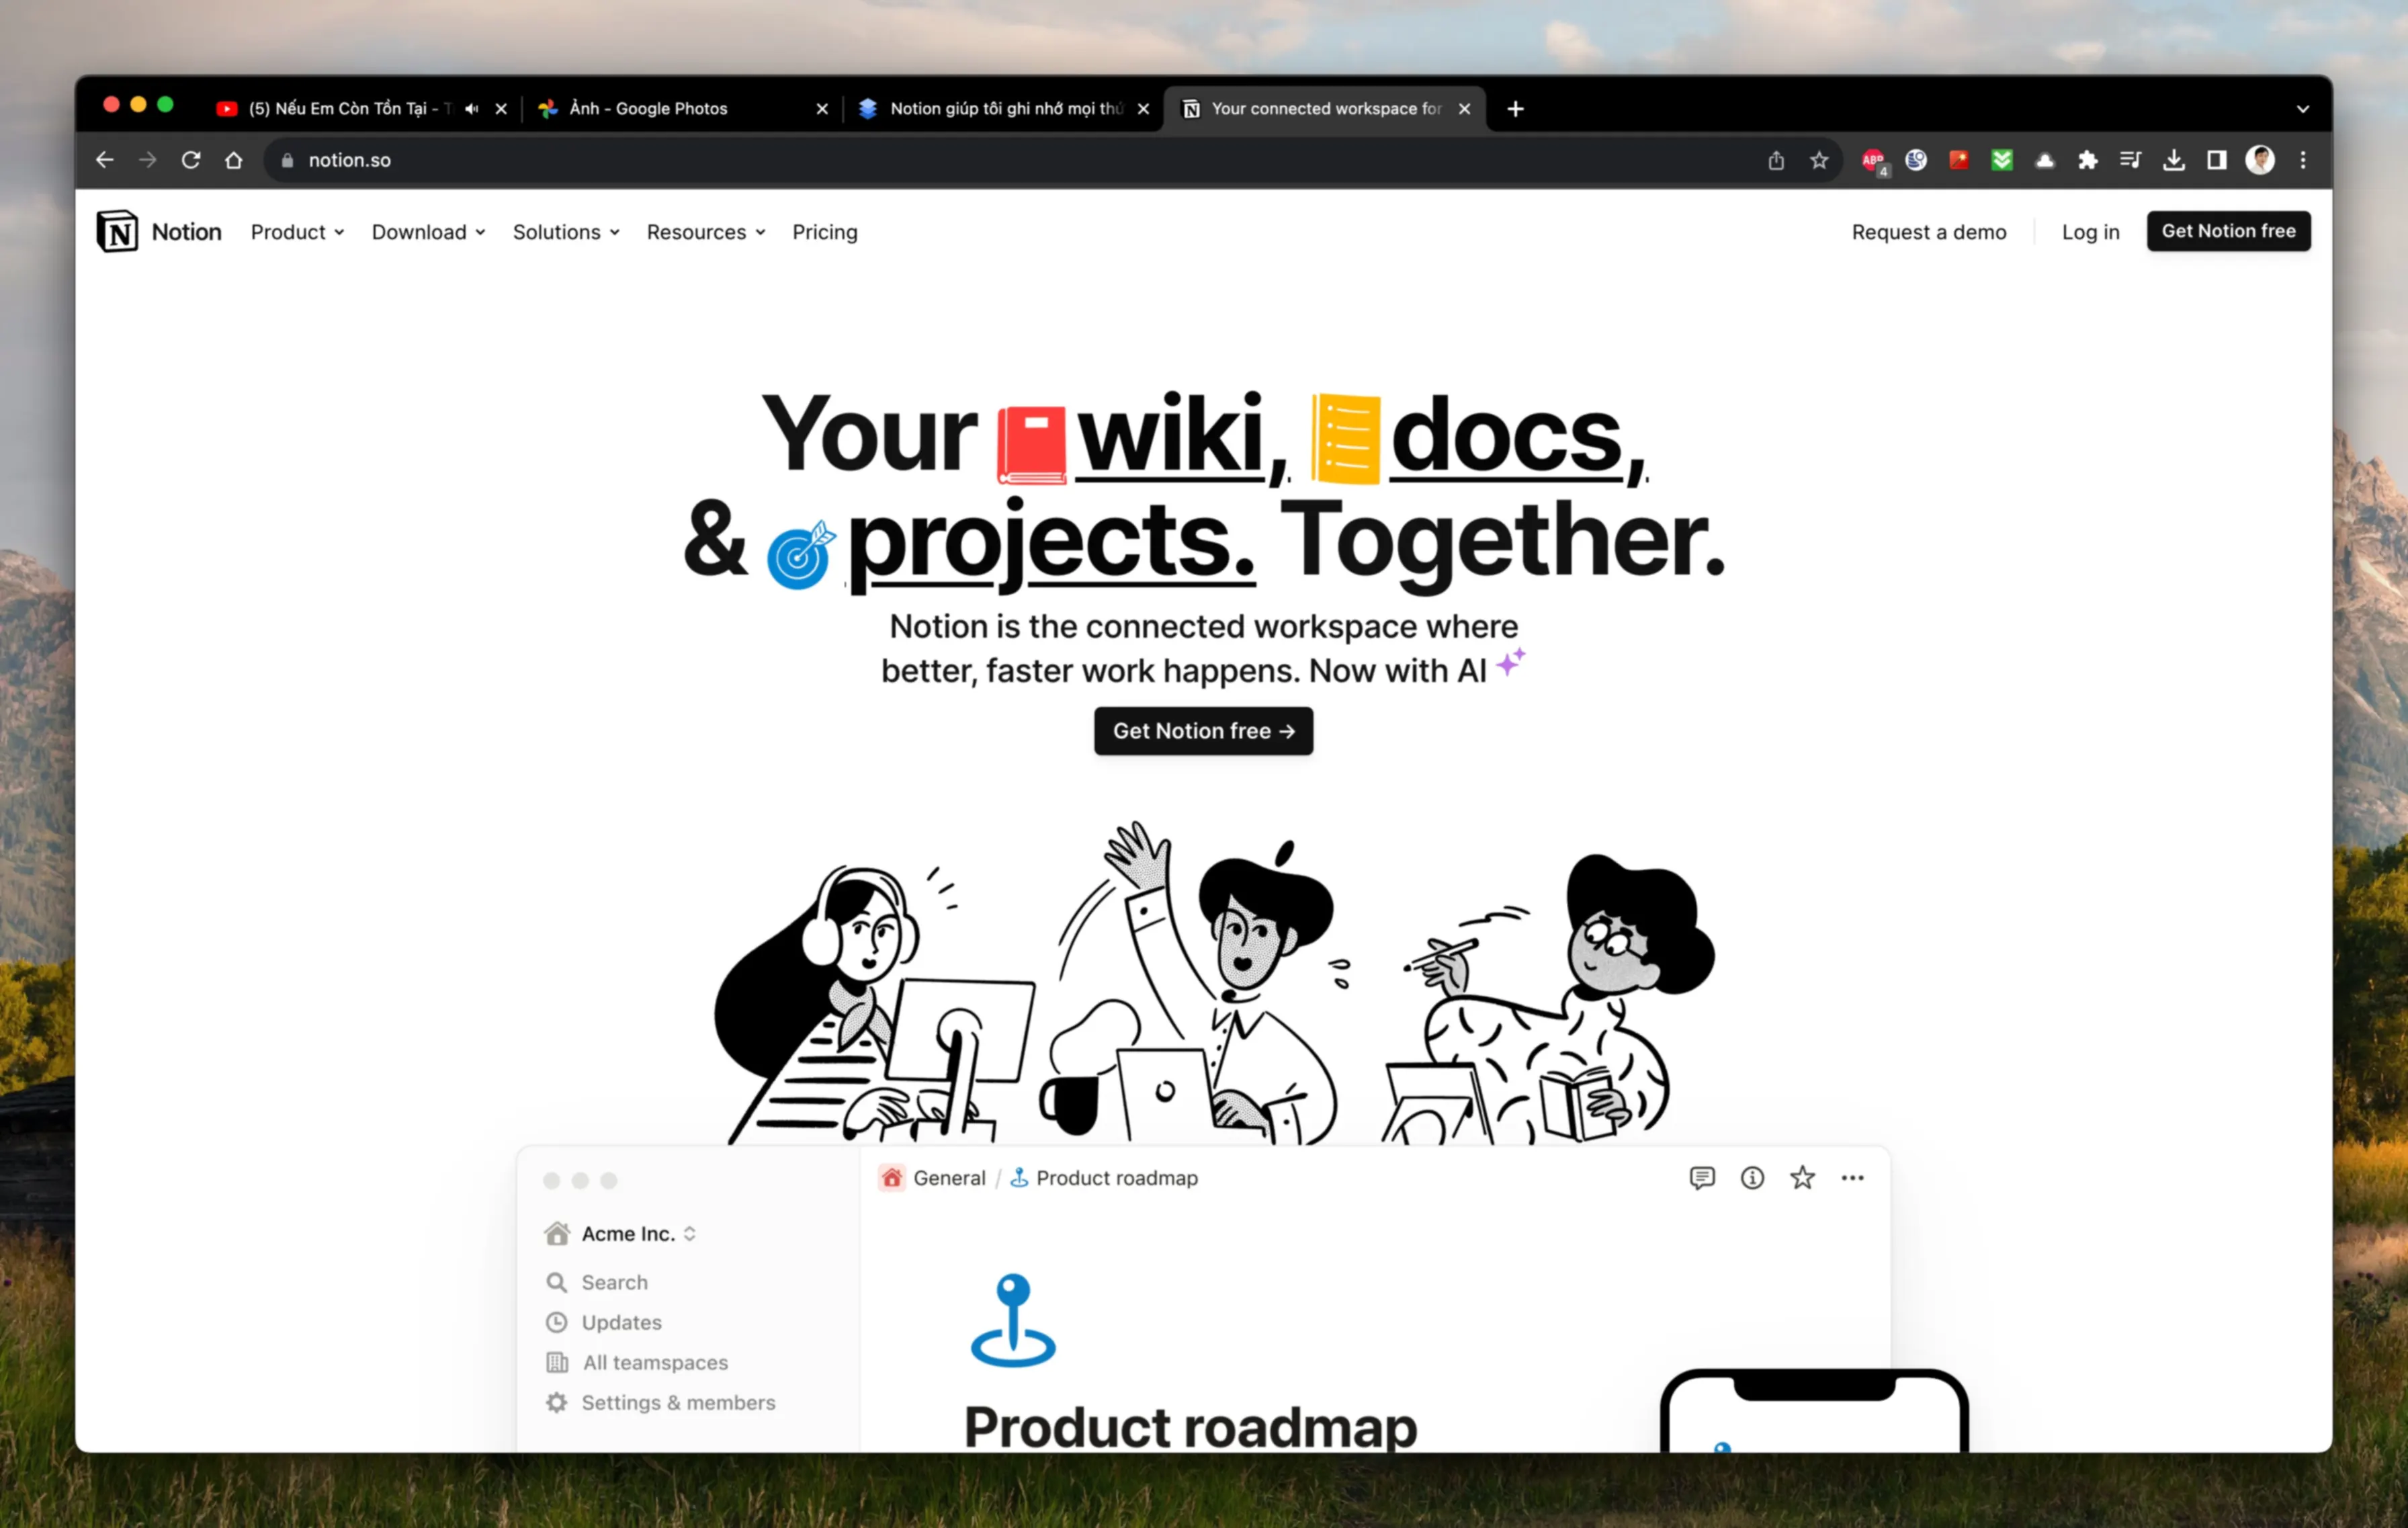 (5) Nếu Em Còn Tồn Tại -
Ảnh - Google Photos
Notion giúp tôi ghi nhớ mọi thứ
Your connected workspace for
notion.so
ABP
4
Notion
Product
Download
Solutions
Resources
Pricing
Request a demo
Log in
Get Notion free
Your wiki, docs,
& projects. Together.
Notion is the connected workspace where
better, faster work happens. Now with AI
Get Notion free →
General / Product roadmap
Acme Inc.
Search
Updates
All teamspaces
Settings & members
Product roadmap